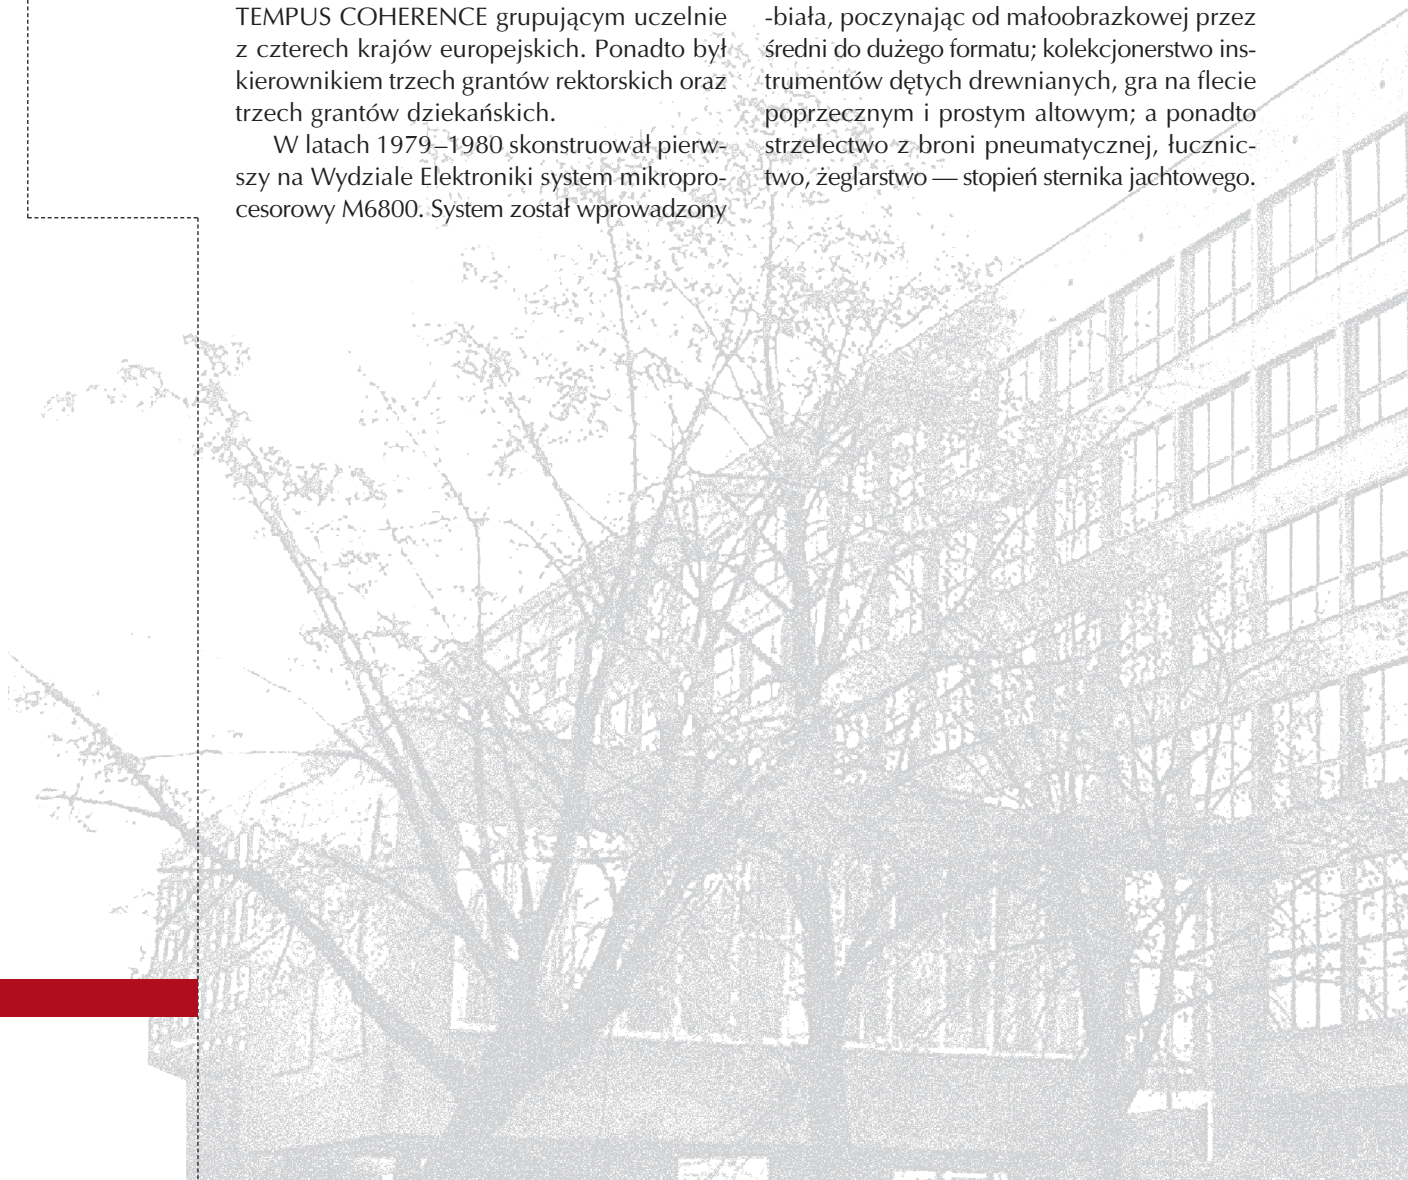 TEMPUS COHERENCE grupującym uczelnie
z czterech krajów europejskich. Ponadto był
kierownikiem trzech grantów rektorskich oraz
trzech grantów dziekańskich.
W latach 1979–1980 skonstruował pierw-
szy na Wydziale Elektroniki system mikropro-
cesorowy M6800. System został wprowadzony
-biała, poczynając od małoobrazkowej przez
średni do dużego formatu; kolekcjonerstwo ins-
trumentów dętych drewnianych, gra na flecie
poprzecznym i prostym altowym; a ponadto
strzelectwo z broni pneumatycznej, łucznic-
two, żeglarstwo — stopień sternika jachtowego.